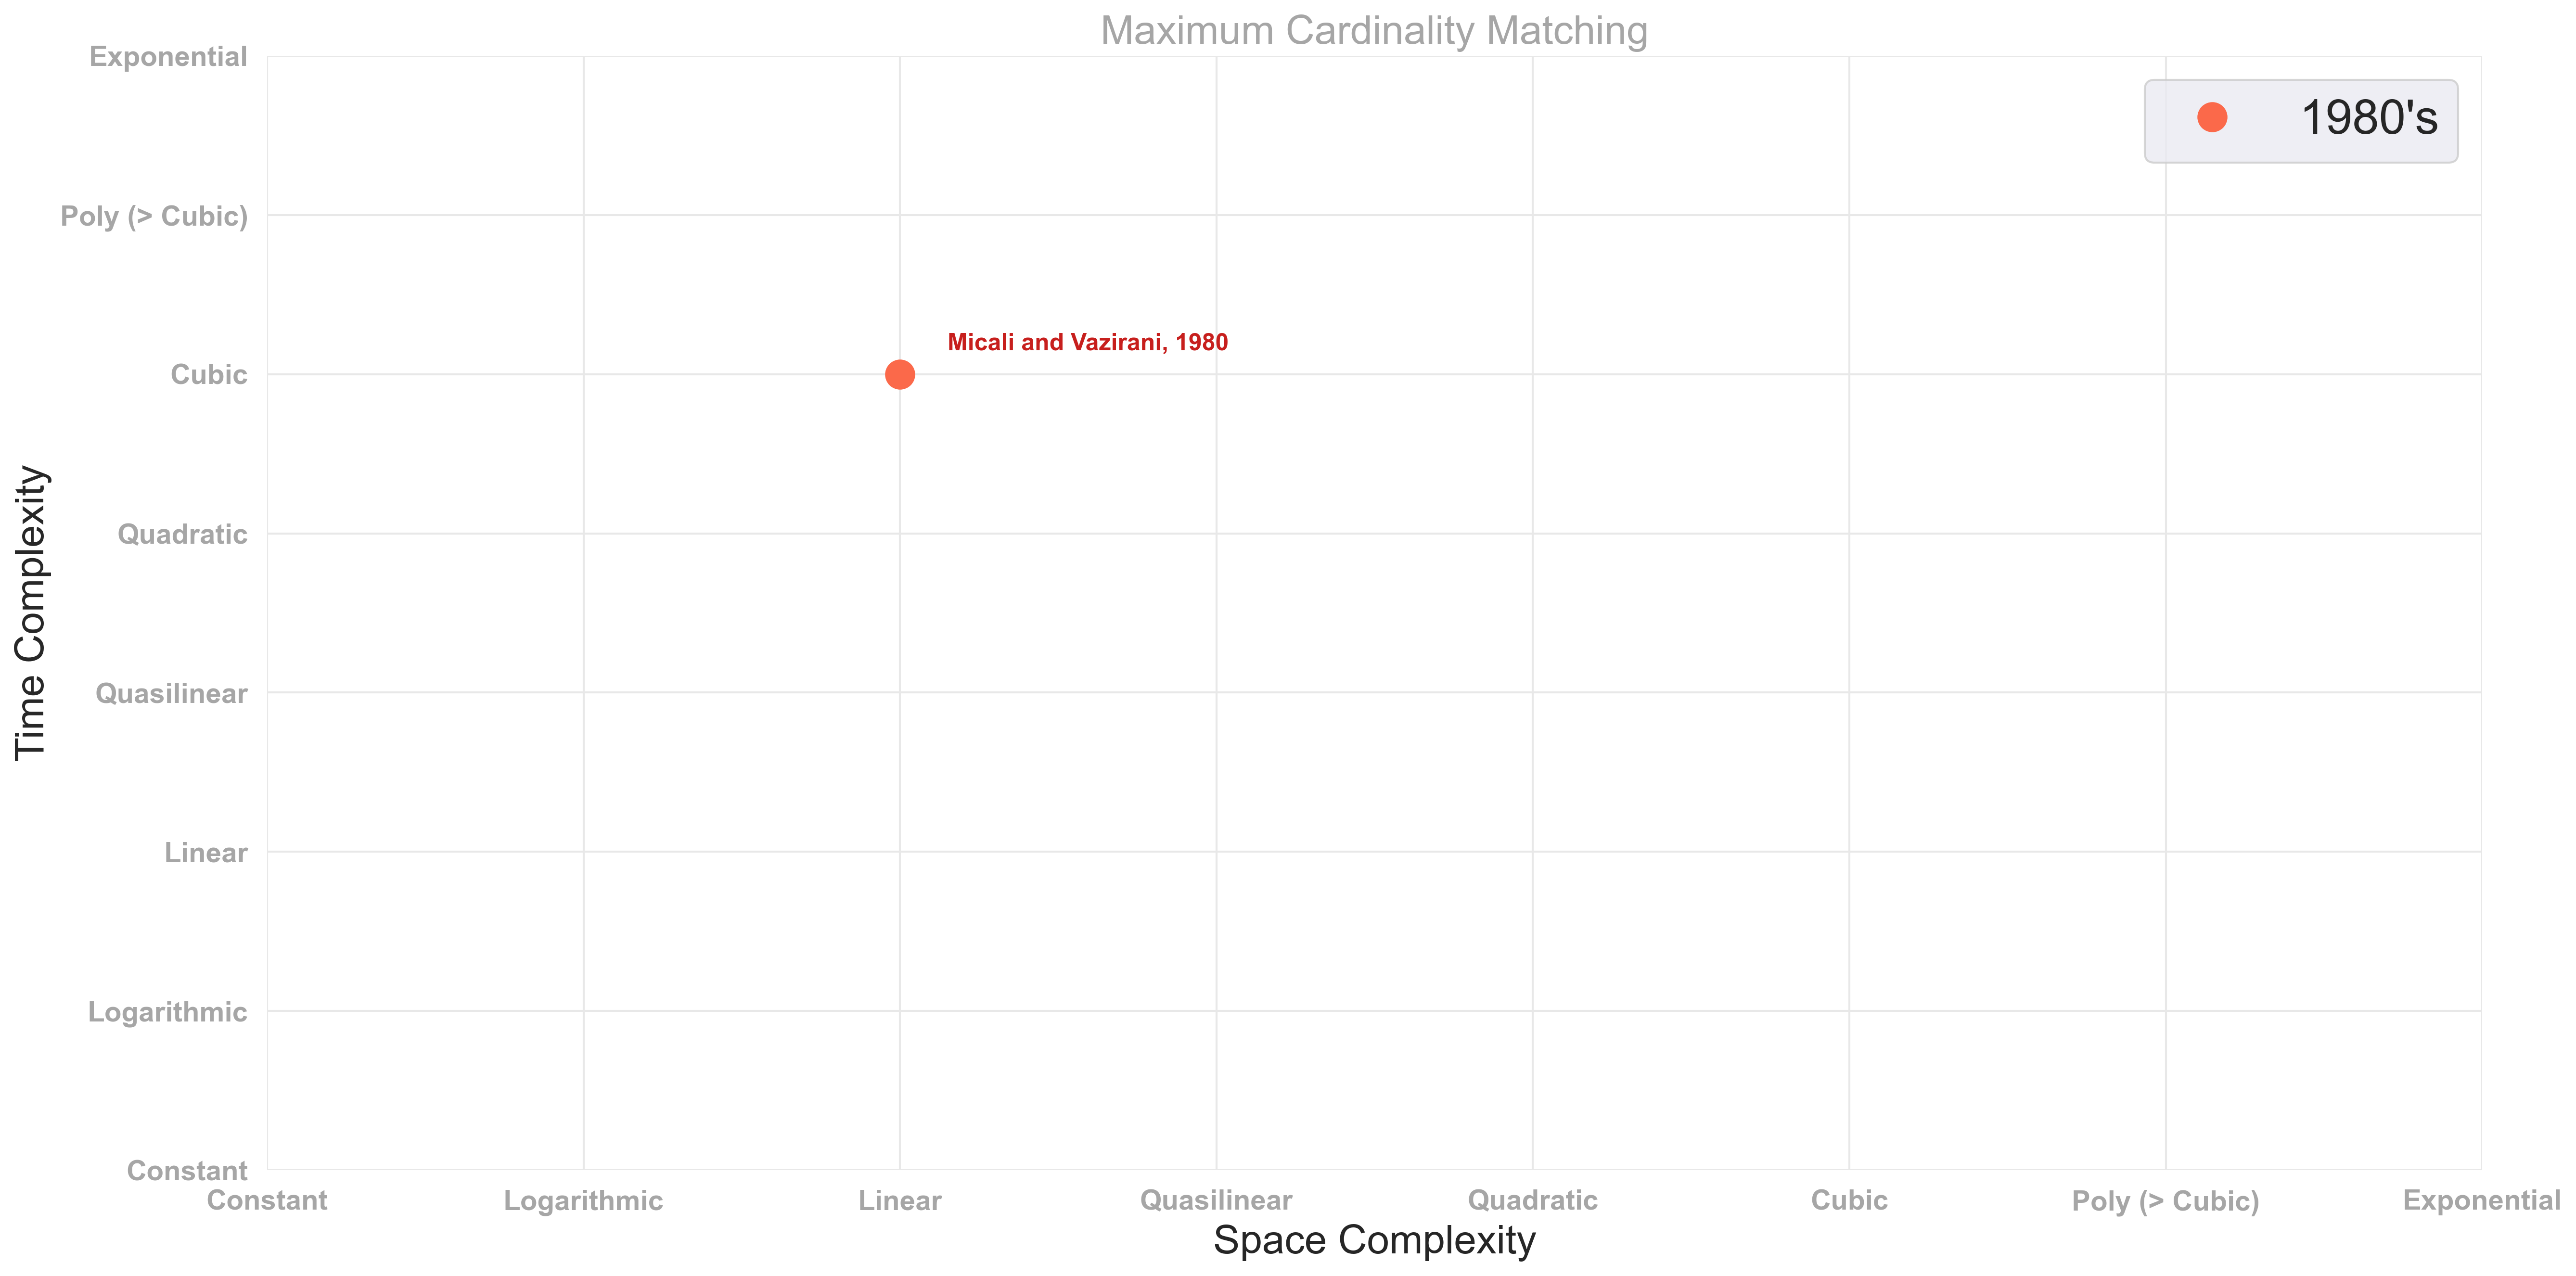 Maximum Cardinality Matching
Exponential
Poly (> Cubic)
Cubic
Quadratic
Quasilinear
Linear
Logarithmic
Constant
Time Complexity
1980's
Micali and Vazirani, 1980
Constant
Logarithmic
Linear
Quasilinear
Quadratic
Cubic
Poly (> Cubic)
Exponential
Space Complexity